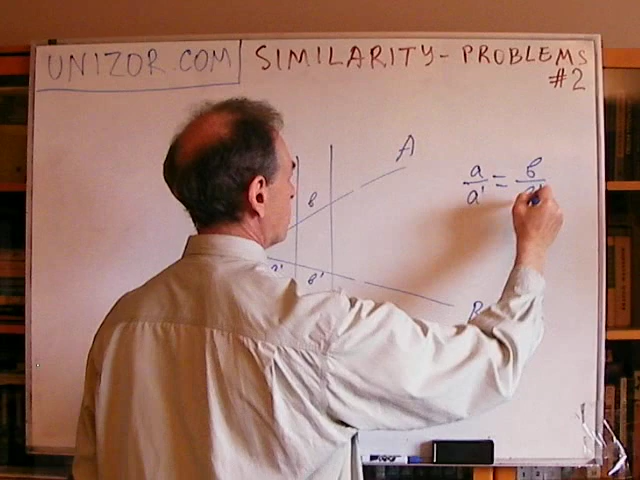 UNIZOR.COM
SIMILARITY-PROBLEMS
#2
A
b
a/a' = b/
a' b'